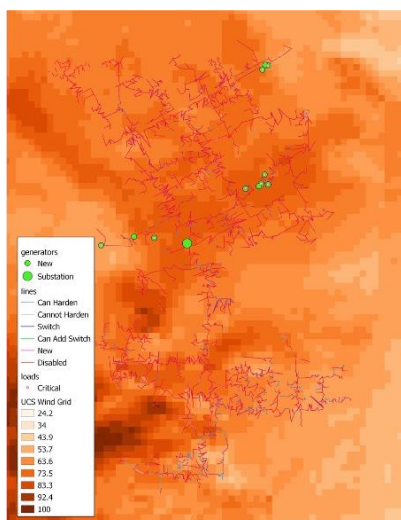 generators
New
Substation
lines
Can Harden
Cannot Harden
Switch
Can Add Switch
New
Disabled
loads
Critical
UCS Wind Grid
24.2
34
43.9
53.7
63.6
73.5
83.3
92.4
100